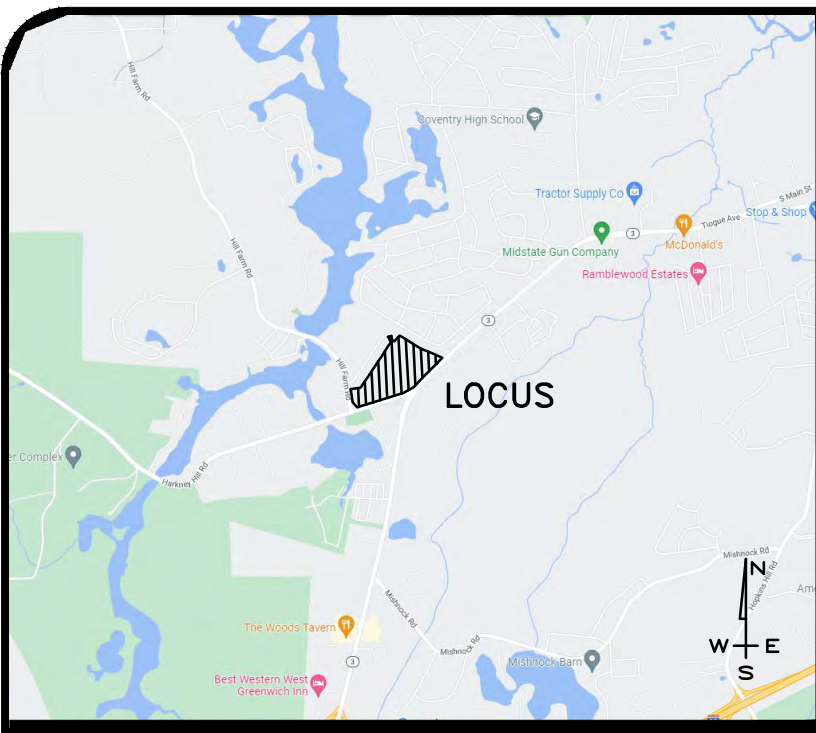 Hill Farm Rd
Coventry High School
Tractor Supply Co
S Main St
Stop & Shop
Tiogue Ave
3
McDonald's
Midstate Gun Company
Ramblewood Estates
Hill Farm Rd
3
Hill Farm Rd
LOCUS
er Complex
Harkney Hill Rd
Mishnock Rd
N
Hopkins Hill Rd
Am
Mishnock Rd
The Woods Tavern
W E
Mishnock Rd
3
Mishnock Barn
S
Best Western West
Greenwich Inn